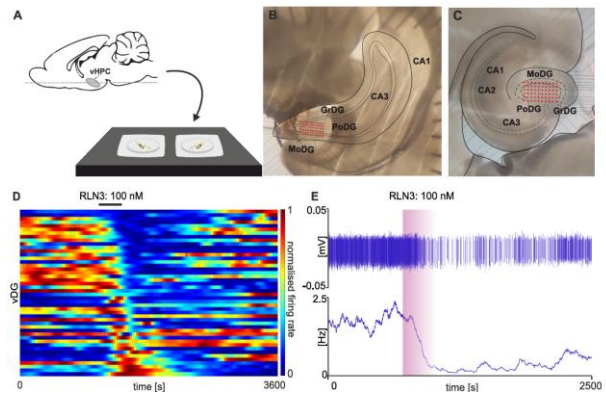 A
vHPC
B
CA1
CA3
GrDG
PoDG
MoDG
C
CA1
MoDG
CA2
PoDG
GrDG
CA3
D
RLN3: 100 nM
1
normalised firing rate
0
vDG
0
time [s]
3600
E
RLN3: 100 nM
0.05
[mV]
-0.05
2.5
[Hz]
0
0
time [s]
2500